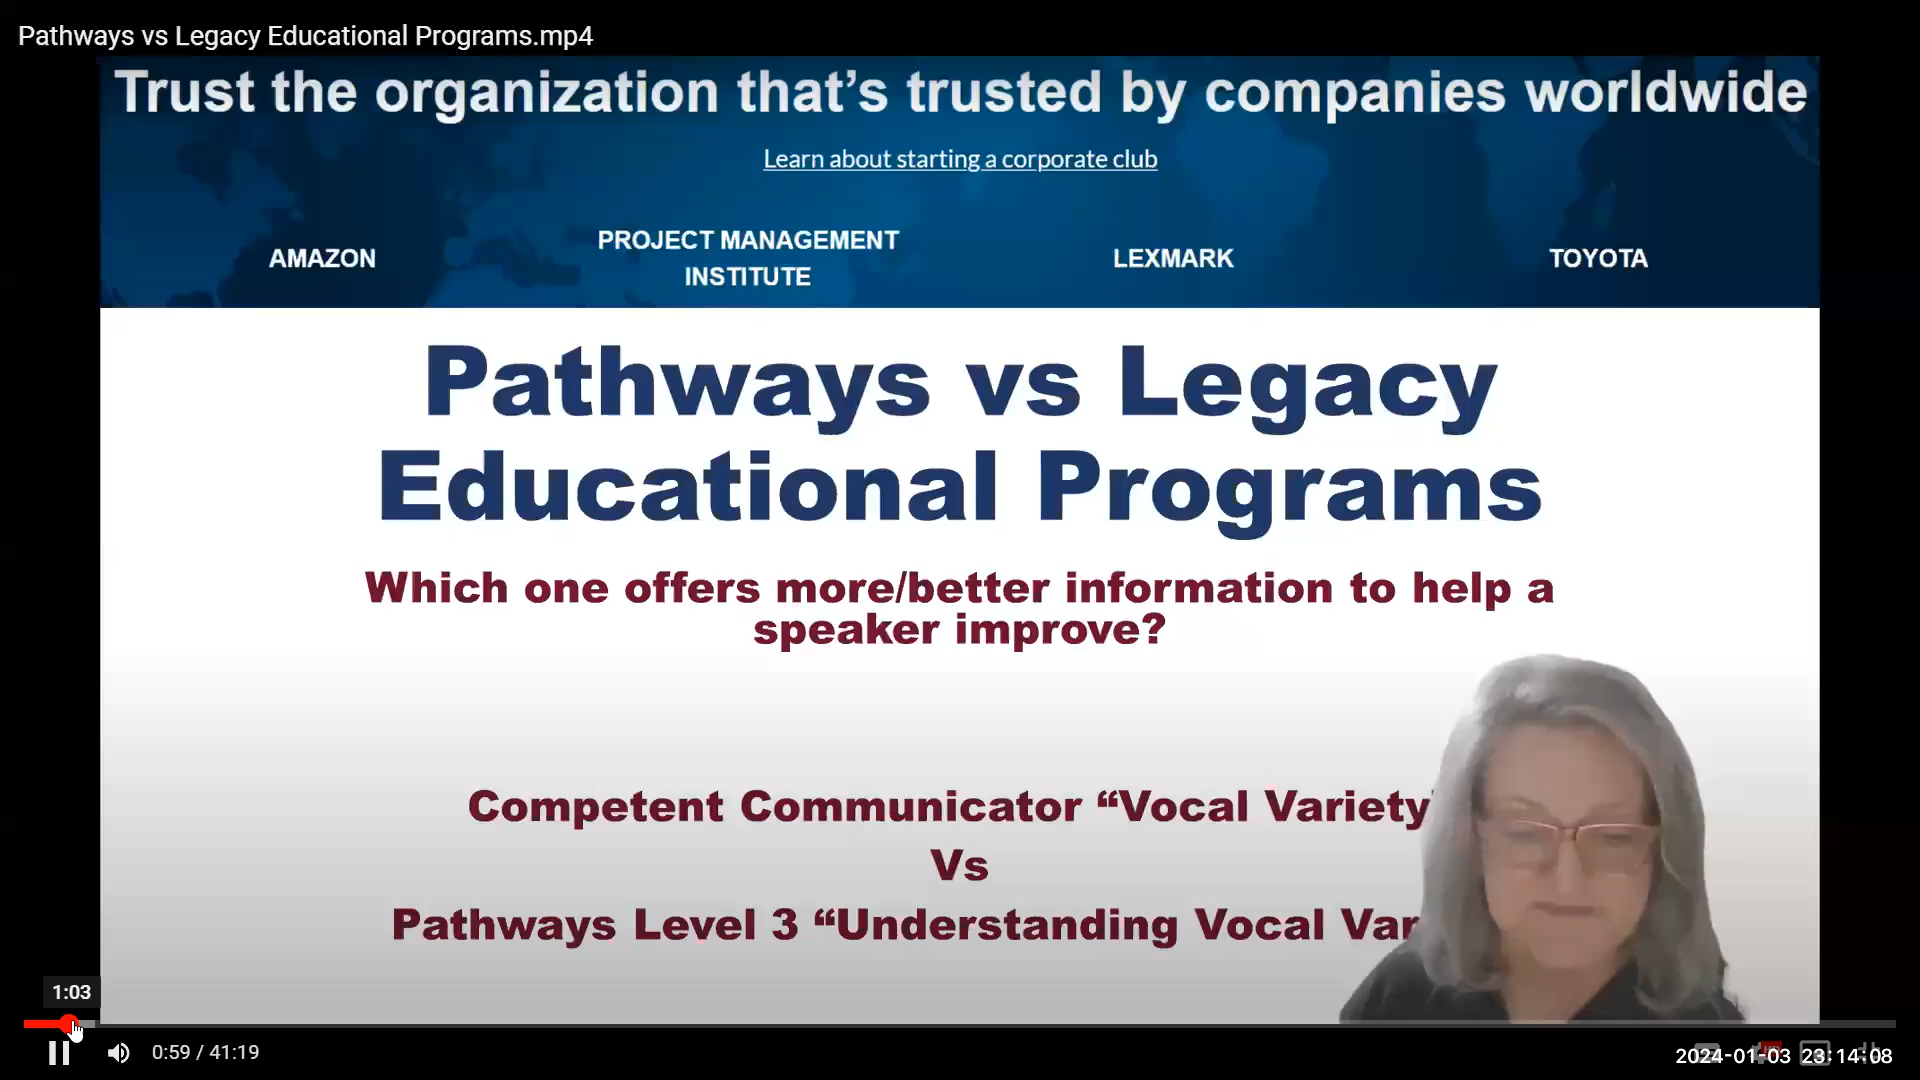 Pathways vs Legacy Educational Programs.mp4
Trust the organization that’s trusted by companies worldwide
Learn about starting a corporate club
AMAZON
PROJECT MANAGEMENT
INSTITUTE
LEXMARK
TOYOTA
Pathways vs Legacy
Educational Programs
Which one offers more/better information to help a
speaker improve?
Competent Communicator “Vocal Variety
Vs
Pathways Level 3 “Understanding Vocal Var
1:03
0:59 / 41:19
2024-01-03 23:14:08